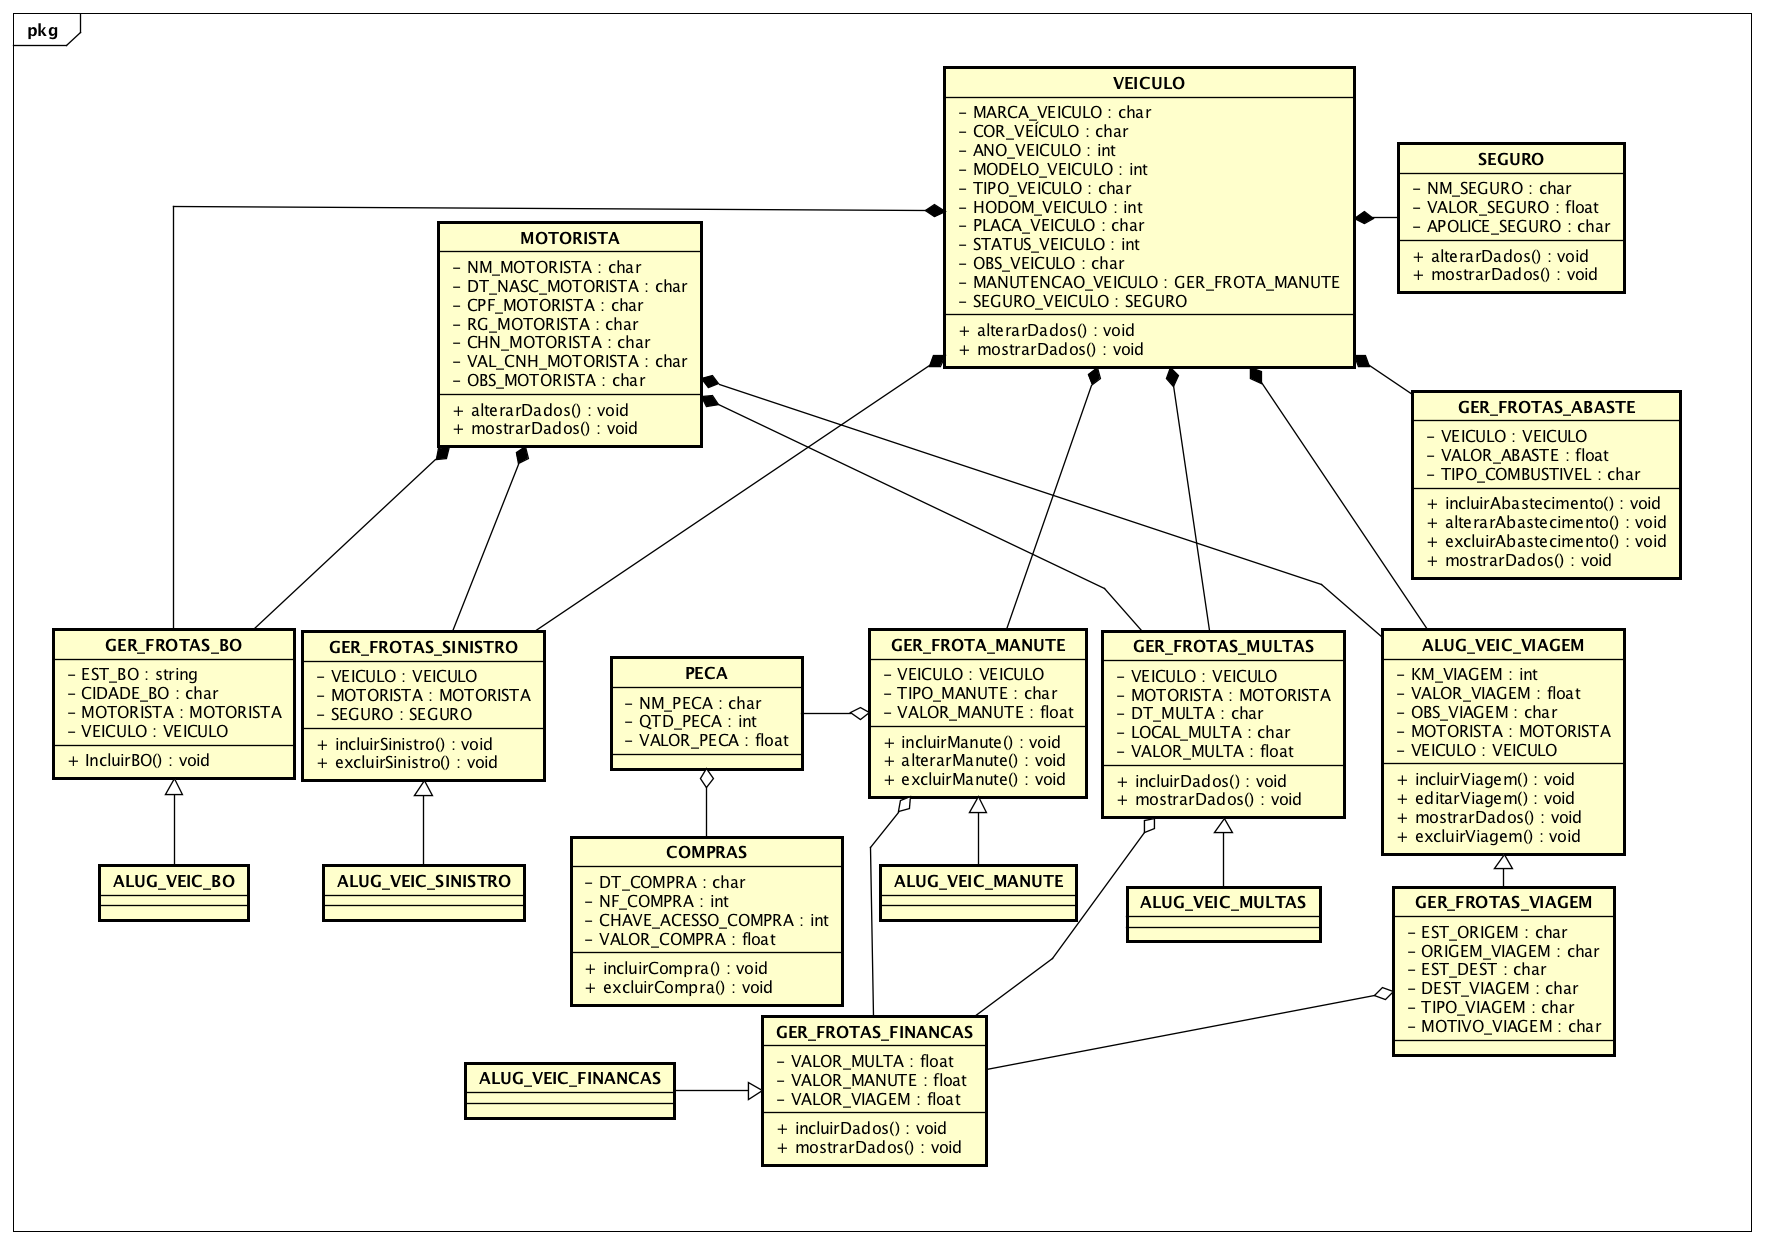 pkg
VEICULO
- MARCA_VEICULO : char
- COR_VEÍCULO : char
- ANO_VEICULO : int
- MODELO_VEICULO : int
- TIPO_VEICULO : char
- HODOM_VEICULO : int
- PLACA_VEICULO : char
- STATUS_VEICULO : int
- OBS_VEICULO : char
- MANUTENCAO_VEICULO : GER_FROTA_MANUTE
- SEGURO_VEICULO : SEGURO
+ alterarDados() : void
+ mostrarDados() : void
SEGURO
- NM_SEGURO : char
- VALOR_SEGURO : float
- APOLICE_SEGURO : char
+ alterarDados() : void
+ mostrarDados() : void
MOTORISTA
- NM_MOTORISTA : char
- DT_NASC_MOTORISTA : char
- CPF_MOTORISTA : char
- RG_MOTORISTA : char
- CHN_MOTORISTA : char
- VAL_CNH_MOTORISTA : char
- OBS_MOTORISTA : char
+ alterarDados() : void
+ mostrarDados() : void
GER_FROTAS_ABASTE
- VEICULO : VEICULO
- VALOR_ABASTE : float
- TIPO_COMBUSTIVEL : char
+ incluirAbastecimento() : void
+ alterarAbastecimento() : void
+ excluirAbastecimento() : void
+ mostrarDados() : void
GER_FROTAS_BO
- EST_BO : string
- CIDADE_BO : char
- MOTORISTA : MOTORISTA
- VEICULO : VEICULO
+ IncluirBO() : void
GER_FROTAS_SINISTRO
- VEICULO : VEICULO
- MOTORISTA : MOTORISTA
- SEGURO : SEGURO
+ incluirSinistro() : void
+ excluirSinistro() : void
PECA
- NM_PECA : char
- QTD_PECA : int
- VALOR_PECA : float
GER_FROTA_MANUTE
- VEICULO : VEICULO
- TIPO_MANUTE : char
- VALOR_MANUTE : float
+ incluirManute() : void
+ alterarManute() : void
+ excluirManute() : void
GER_FROTAS_MULTAS
- VEICULO : VEICULO
- MOTORISTA : MOTORISTA
- DT_MULTA : char
- LOCAL_MULTA : char
- VALOR_MULTA : float
+ incluirDados() : void
+ mostrarDados() : void
ALUG_VEIC_VIAGEM
- KM_VIAGEM : int
- VALOR_VIAGEM : float
- OBS_VIAGEM : char
- MOTORISTA : MOTORISTA
- VEICULO : VEICULO
+ incluirViagem() : void
+ editarViagem() : void
+ mostrarDados() : void
+ excluirViagem() : void
ALUG_VEIC_BO
ALUG_VEIC_SINISTRO
COMPRAS
- DT_COMPRA : char
- NF_COMPRA : int
- CHAVE_ACESSO_COMPRA : int
- VALOR_COMPRA : float
+ incluirCompra() : void
+ excluirCompra() : void
ALUG_VEIC_MANUTE
ALUG_VEIC_MULTAS
GER_FROTAS_VIAGEM
- EST_ORIGEM : char
- ORIGEM_VIAGEM : char
- EST_DEST : char
- DEST_VIAGEM : char
- TIPO_VIAGEM : char
- MOTIVO_VIAGEM : char
ALUG_VEIC_FINANCAS
GER_FROTAS_FINANCAS
- VALOR_MULTA : float
- VALOR_MANUTE : float
- VALOR_VIAGEM : float
+ incluirDados() : void
+ mostrarDados() : void